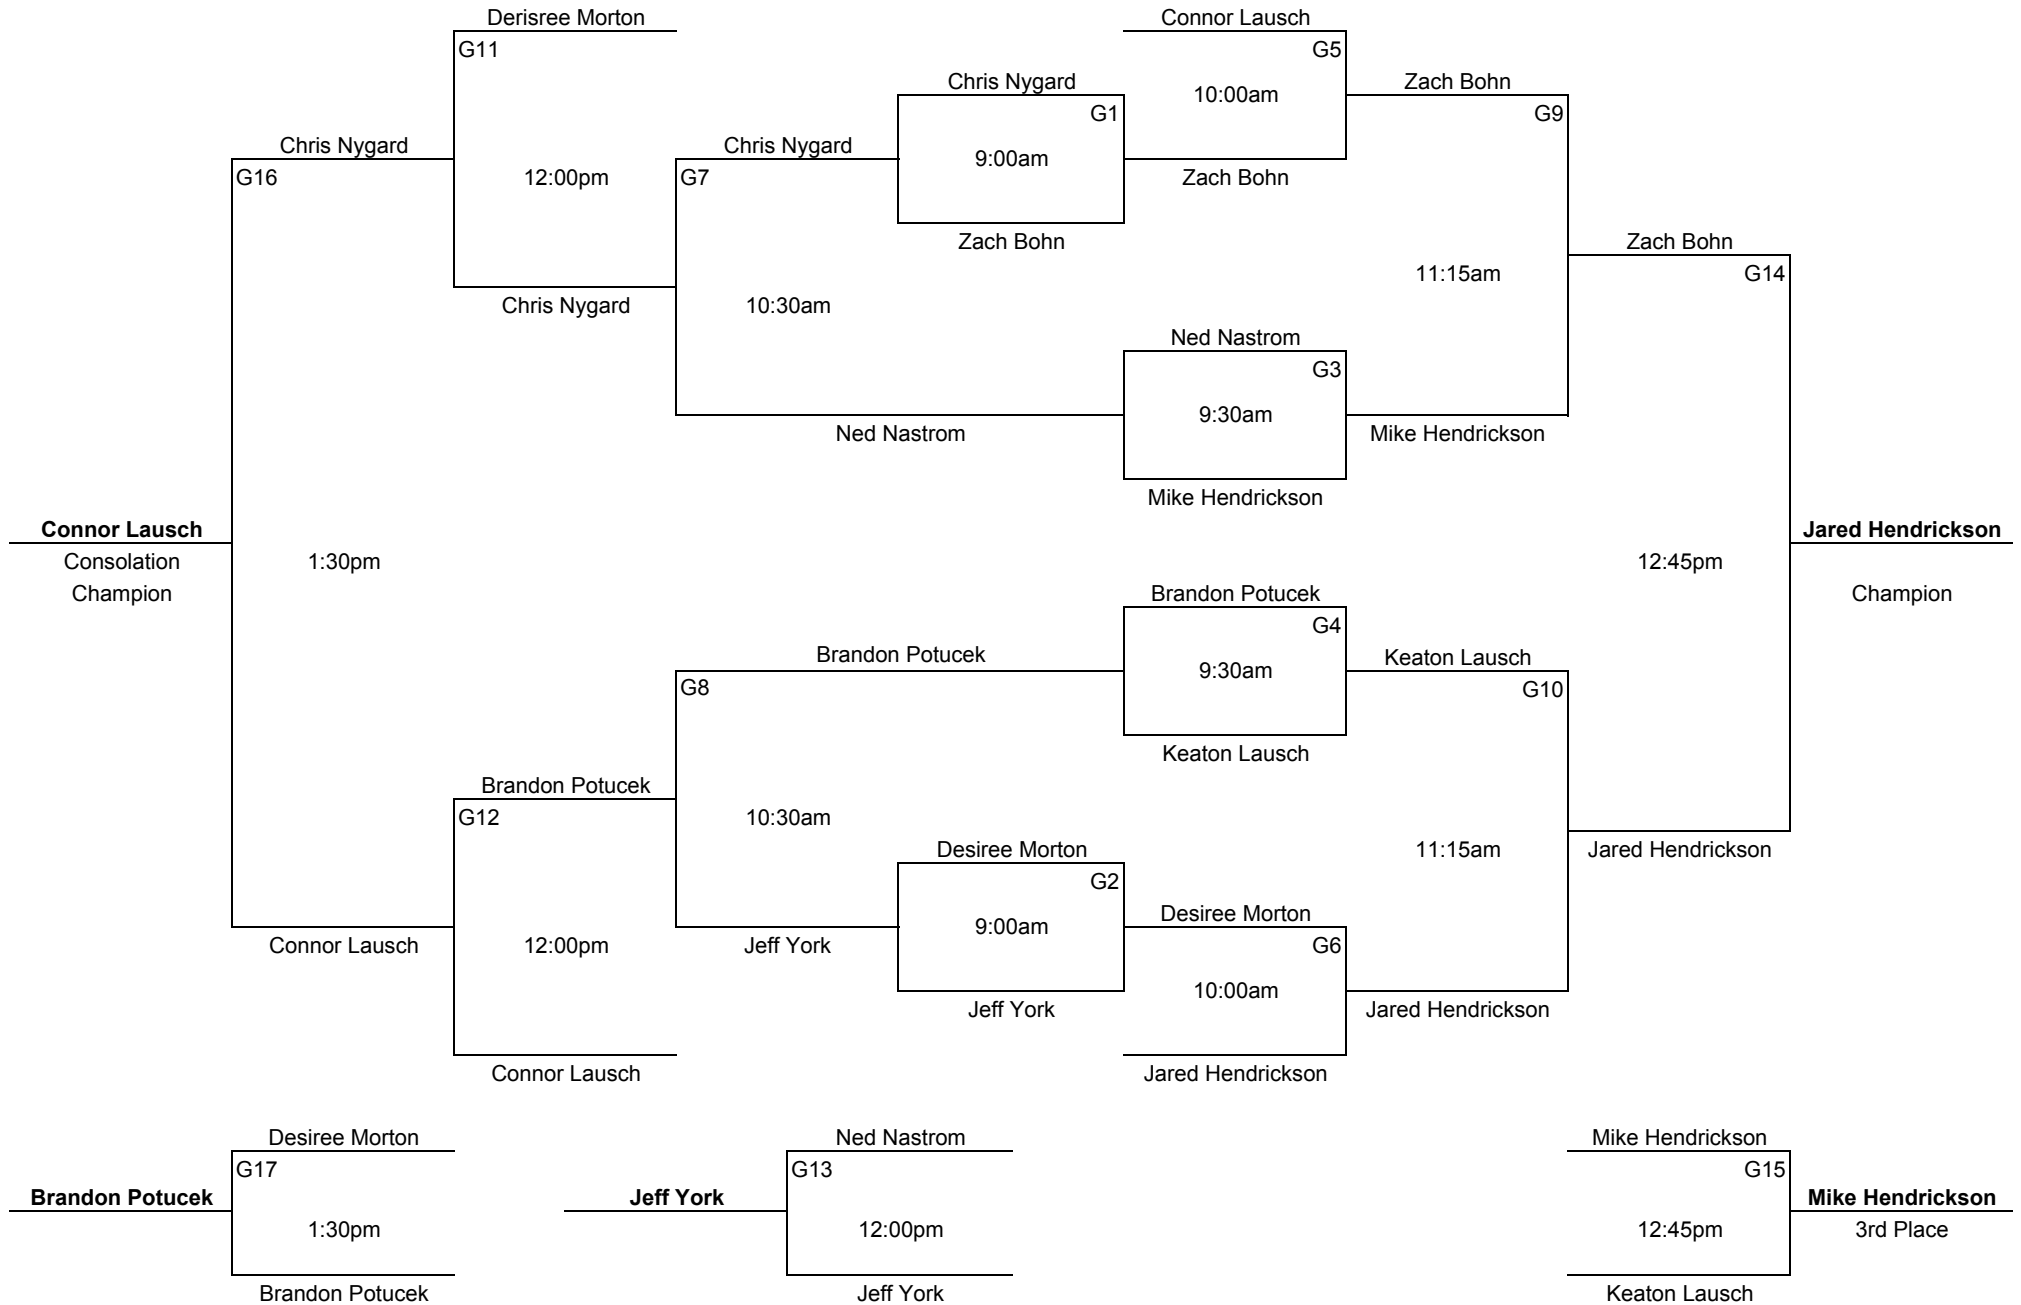 Derisree Morton
Connor Lausch
G11
G5
Chris Nygard
Zach Bohn
10:00am
G1
G9
Chris Nygard
Chris Nygard
9:00am
G16
12:00pm
G7
Zach Bohn
Zach Bohn
Zach Bohn
11:15am
G14
Chris Nygard
10:30am
Ned Nastrom
G3
9:30am
Ned Nastrom
Mike Hendrickson
Mike Hendrickson
Connor Lausch
Jared Hendrickson
Consolation
1:30pm
12:45pm
Champion
Brandon Potucek
Champion
G4
Brandon Potucek
Keaton Lausch
9:30am
G8
G10
Keaton Lausch
Brandon Potucek
G12
10:30am
Desiree Morton
11:15am
Jared Hendrickson
G2
Desiree Morton
9:00am
Connor Lausch
12:00pm
Jeff York
G6
10:00am
Jeff York
Jared Hendrickson
Connor Lausch
Jared Hendrickson
Desiree Morton
Ned Nastrom
Mike Hendrickson
G17
G13
G15
Brandon Potucek
Jeff York
Mike Hendrickson
1:30pm
12:00pm
12:45pm
3rd Place
Brandon Potucek
Jeff York
Keaton Lausch